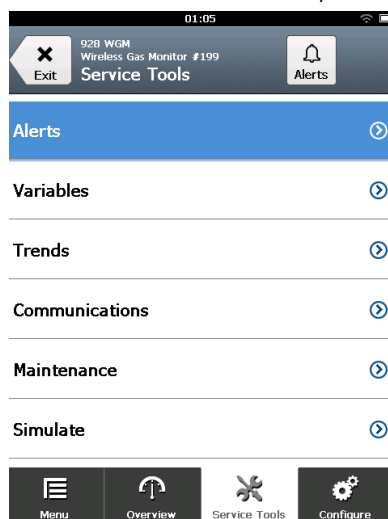 01:05
928 WGM
Wireless Gas Monitor #199
Service Tools
Exit
Alerts
Alerts
Variables
Trends
Communications
Maintenance
Simulate
Menu
Overview
Service Tools
Configure